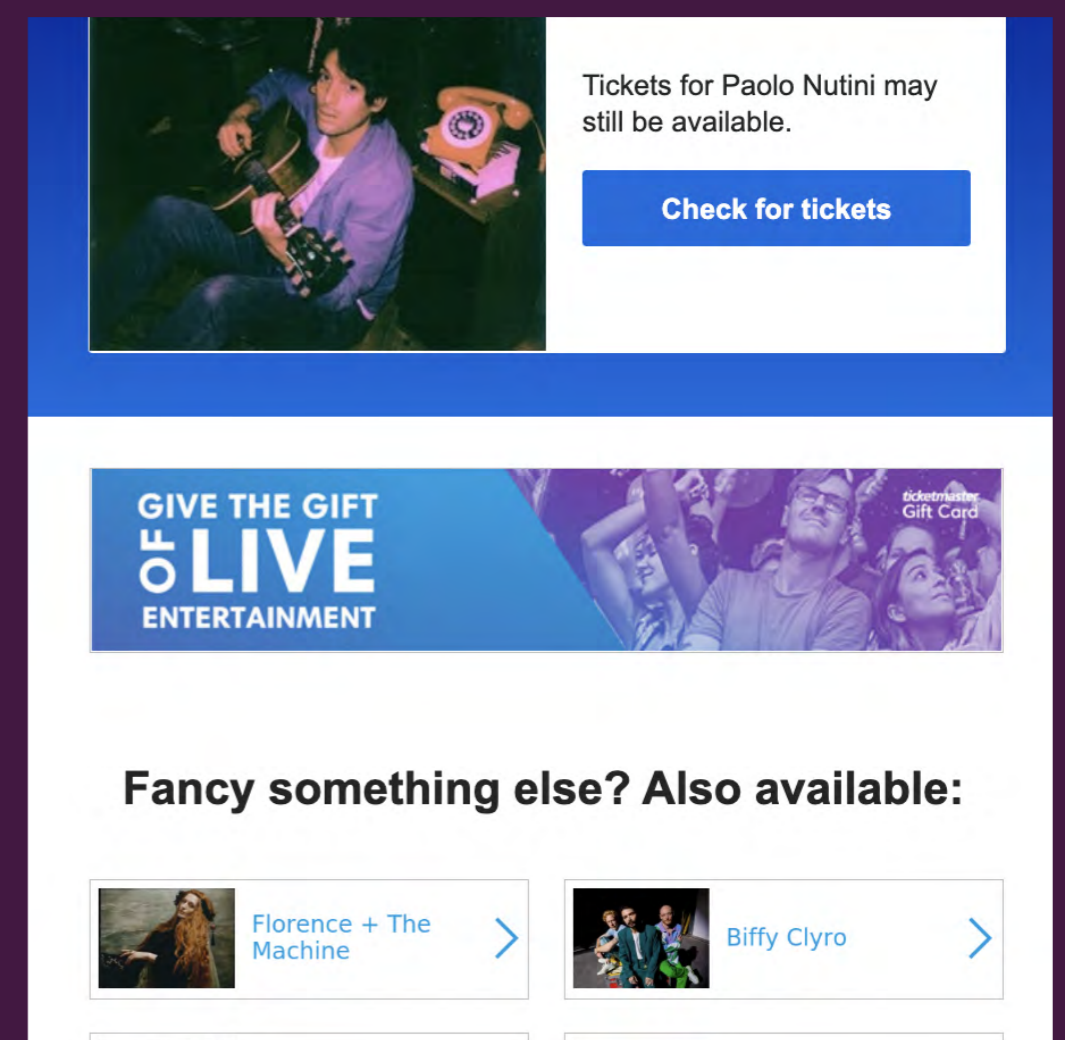 Tickets for Paolo Nutini may
still be available.
Check for tickets
GIVE THE GIFT
OF LIVE
ENTERTAINMENT
ticketmaster
Gift Card
Fancy something else? Also available:
Florence + The
Machine
Biffy Clyro